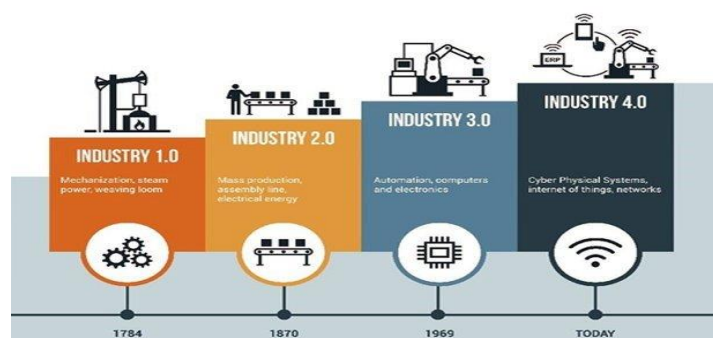 ERP
INDUSTRY 1.0
Mechanization, steam
power, weaving loom
INDUSTRY 2.0
Mass production,
assembly line,
electrical energy
INDUSTRY 3.0
Automation, computers
and electronics
INDUSTRY 4.0
Cyber Physical Systems,
internet of things, networks
1784
1870
1969
TODAY